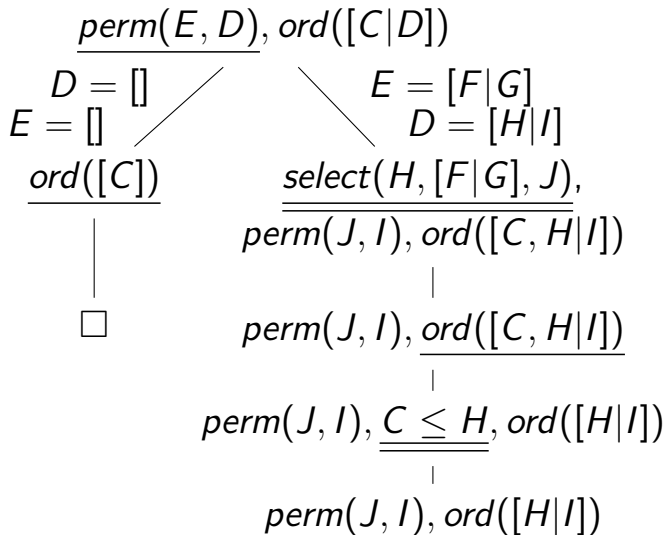 perm(E, D), ord([C|D])
D = [] E = [F|G]
E = [] D = [H|I]
ord([C]) select(H, [F|G], J),
perm(J, I), ord([C, H|I])
□ perm(J, I), ord([C, H|I])
perm(J, I), C ≤ H, ord([H|I])
perm(J, I), ord([H|I])